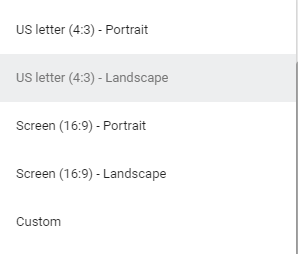 US letter (4:3) - Portrait
US letter (4:3) - Landscape
Screen (16:9) - Portrait
Screen (16:9) - Landscape
Custom